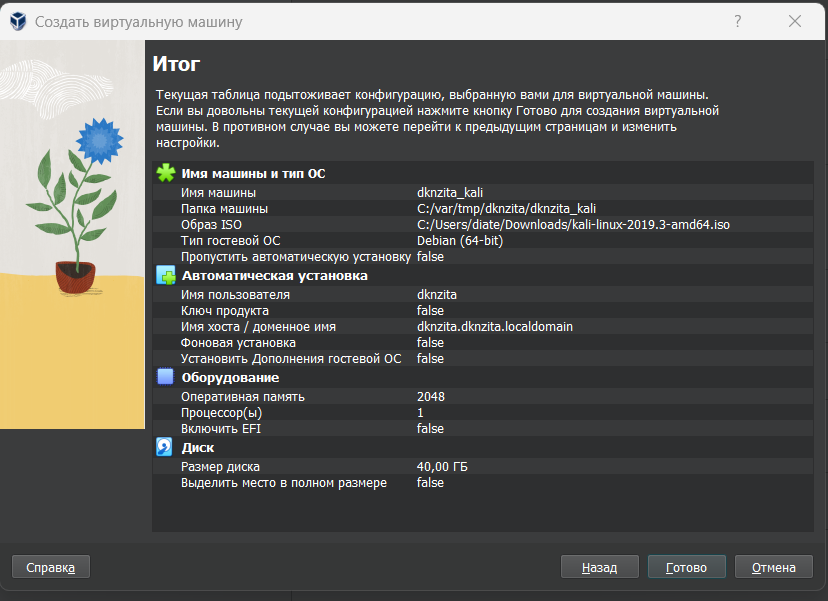 Создать виртуальную машину
?
Итог
Текущая таблица подытоживает конфигурацию, выбранную вами для виртуальной машины.
Если вы довольны текущей конфигурацией нажмите кнопку Готово для создания виртуальной
машины. В противном случае вы можете перейти к предыдущим страницам и изменить
настройки.
Имя машины и тип ОС
Имя машины dknzita_kali
Папка машины C:/var/tmp/dknzita/dknzita_kali
Образ ISO C:/Users/diate/Downloads/kali-linux-2019.3-amd64.iso
Тип гостевой ОС Debian (64-bit)
Пропустить автоматическую установку false
Автоматическая установка
Имя пользователя dknzita
Ключ продукта false
Имя хоста / доменное имя dknzita.dknzita.localdomain
Фоновая установка false
Установить Дополнения гостевой ОС false
Оборудование
Оперативная память 2048
Процессор(ы) 1
Включить EFI false
Диск
Размер диска 40,00 ГБ
Выделить место в полном размере false
Справка Назад Готово Отмена